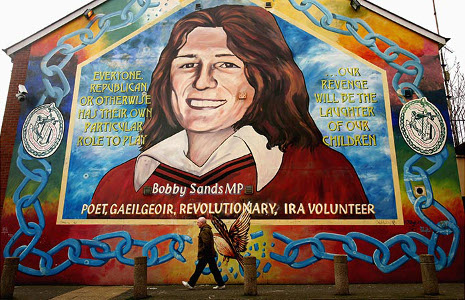 EVERYONE,
REPUBLICAN
OR OTHERWISE
HAS THEIR OWN
PARTICULAR
ROLE TO PLAY
OUR
REVENGE
WILL BE THE
LAUGHTER
OF OUR
CHILDREN
Bobby Sands MP
POET, GAEILGEOIR, REVOLUTIONARY, IRA VOLUNTEER